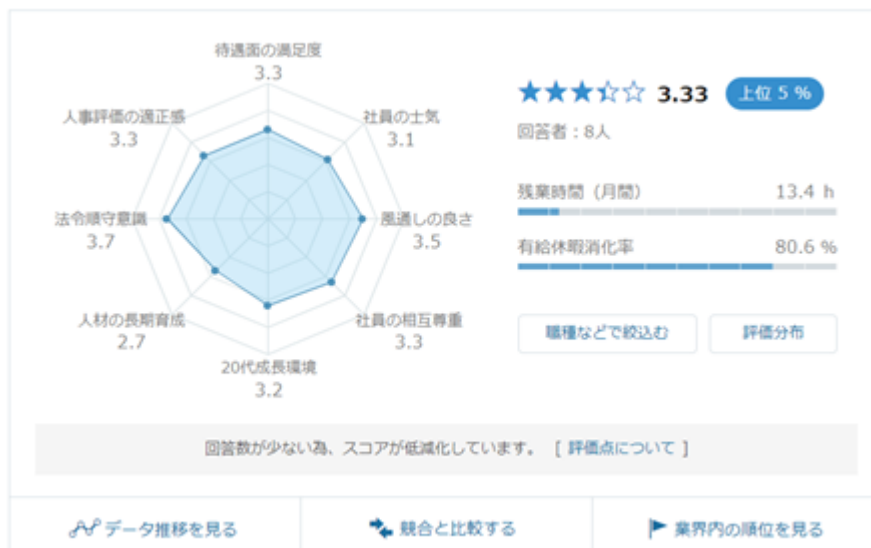 待遇面の満足度
3.3
人事評価の適正感
3.3
社員の士気
3.1
法令順守意識
3.7
風通しの良さ
3.5
人材の長期育成
2.7
社員の相互尊重
3.3
20代成長環境
3.2
3.33 上位 5 %
回答者：8人
残業時間（月間） 13.4 h
有給休暇消化率 80.6 %
職種などで絞込む 評価分布
回答数が少ない為、スコアが低減化しています。 [ 評価点について ]
データ推移を見る 競合と比較する 業界内の順位を見る